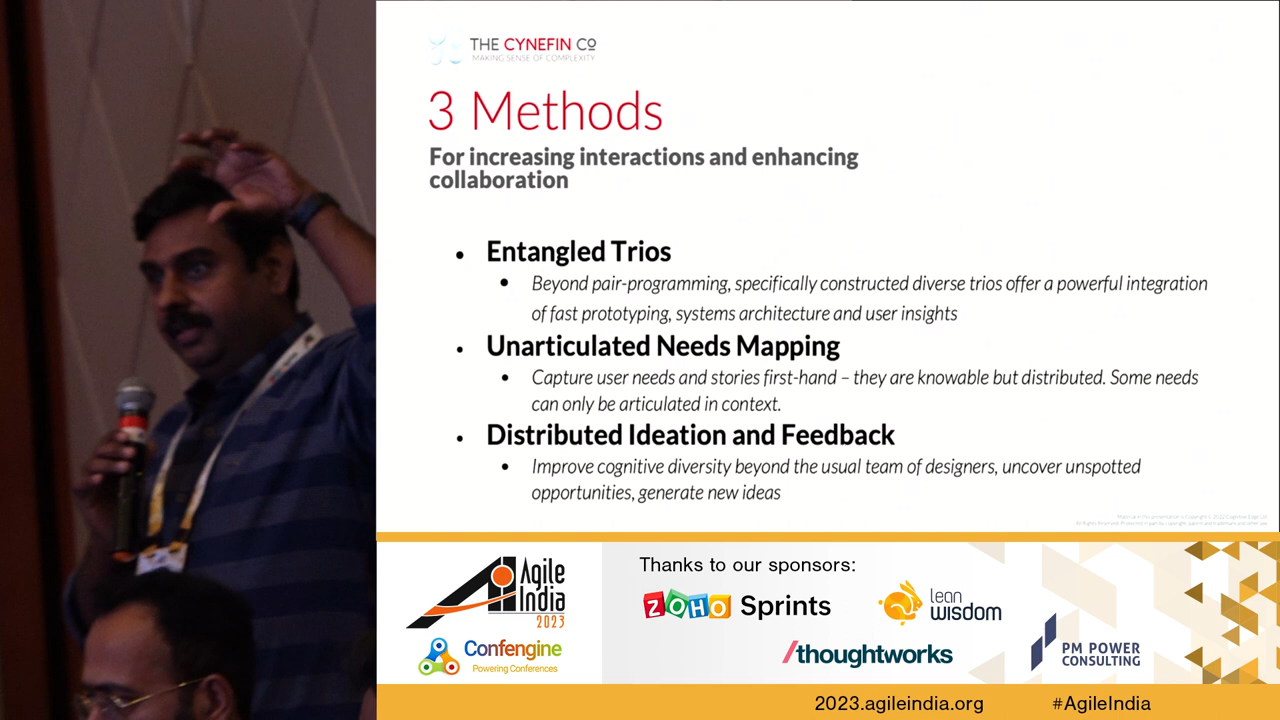 THE CYNEFIN CO
MAKING SENSE OF COMPLEXITY
3 Methods
For increasing interactions and enhancing
collaboration
• Entangled Trios
• Beyond pair-programming, specifically constructed diverse trios offer a powerful integration
of fast prototyping, systems architecture and user insights
• Unarticulated Needs Mapping
• Capture user needs and stories first-hand – they are knowable but distributed. Some needs
can only be articulated in context.
• Distributed Ideation and Feedback
• Improve cognitive diversity beyond the usual team of designers, uncover unspotted
opportunities, generate new ideas
Agile
India
2023
Confengine
Powering Conferences
Thanks to our sponsors:
ZOHO Sprints
lean
wisdom
/thoughtworks
PM POWER
CONSULTING
2023.agileindia.org
#AgileIndia